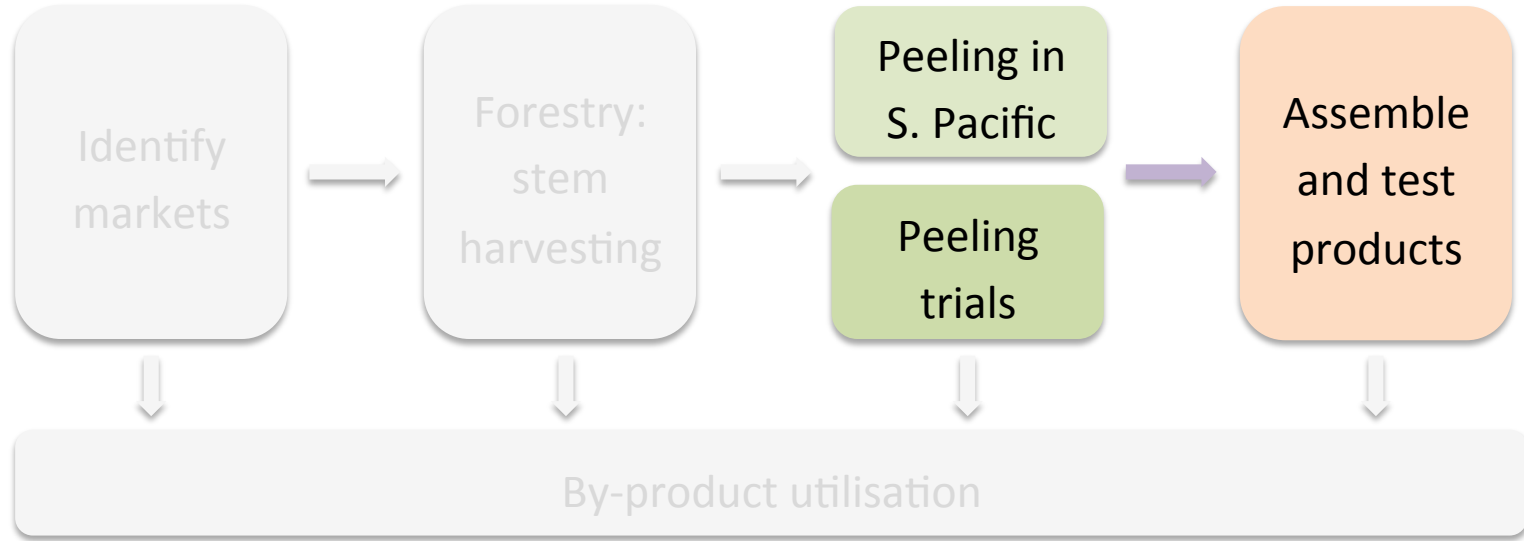 Identify
markets
Forestry:
stem
harvesting
Peeling in
S. Pacific
Peeling
trials
Assemble
and test
products
By-product utilisation